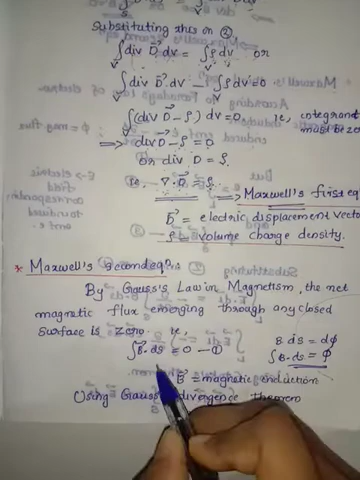 Substituting this in ②
∫div D⃗ dv = ∫ρdv or
∫div D⃗ dv - ∫ρdv=0
∫(div D⃗ - ρ) dv=0. ie, integrant must be zero
⟹ div D⃗ - ρ = 0
or div D = ρ.
ie, ∇.D⃗ = ρ. ⟹ Maxwell's first eq
D⃗ = electric displacement vector
ρ → volume charge density.
* Maxwell's second eqn:
By Gauss's Law in Magnetism, the net
magnetic flux emerging through any closed
surface is zero. ie,
∫B⃗.ds = 0 - ①
B ds = dφ
∫B.ds = φ
B⃗ = magnetic induction
Using Gauss divergence theorem